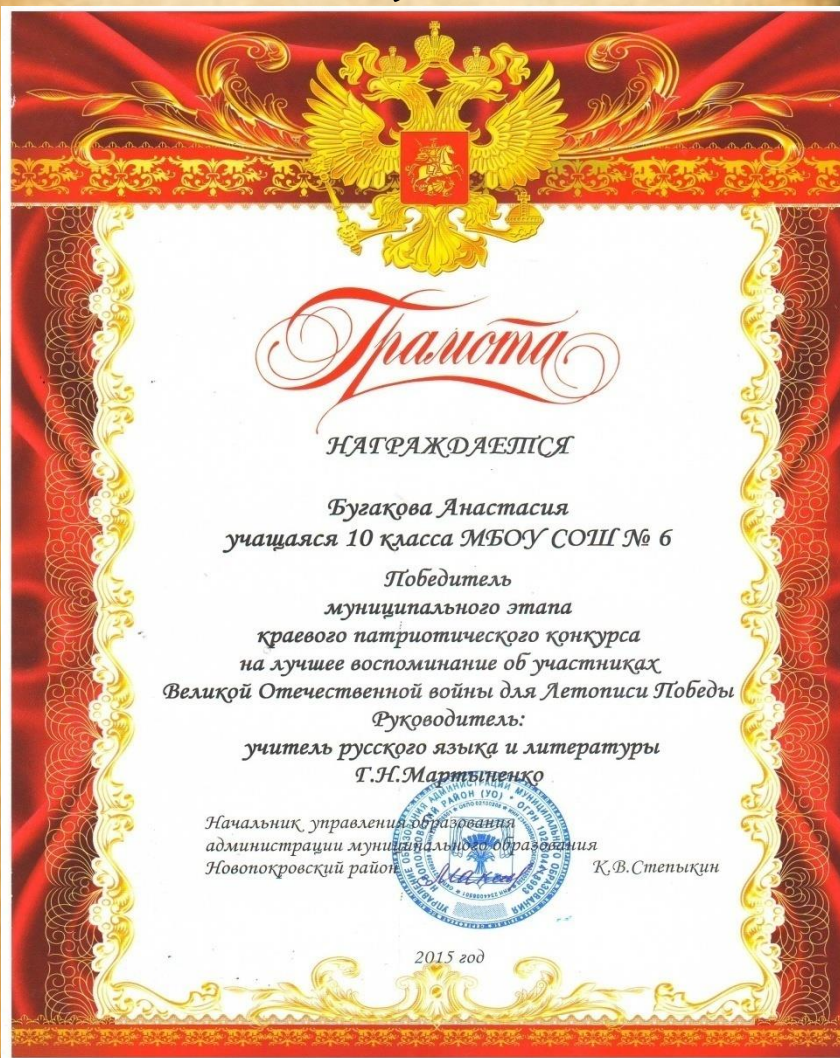 Грамота
НАГРАЖДАЕТСЯ
Бугакова Анастасия
учащаяся 10 класса МБОУ СОШ № 6
Победитель
муниципального этапа
краевого патриотического конкурса
на лучшее воспоминание об участниках
Великой Отечественной войны для Летописи Победы
Руководитель:
учитель русского языка и литературы
Г.Н.Мартыненко
Начальник управления образования
администрации муниципального образования
Новопокровский район К.В.Степыкин
2015 год